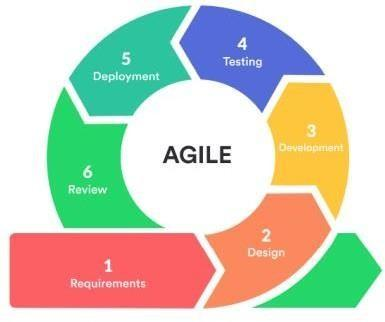 5
Deployment
4
Testing
3
Development
AGILE
6
Review
2
Design
1
Requirements